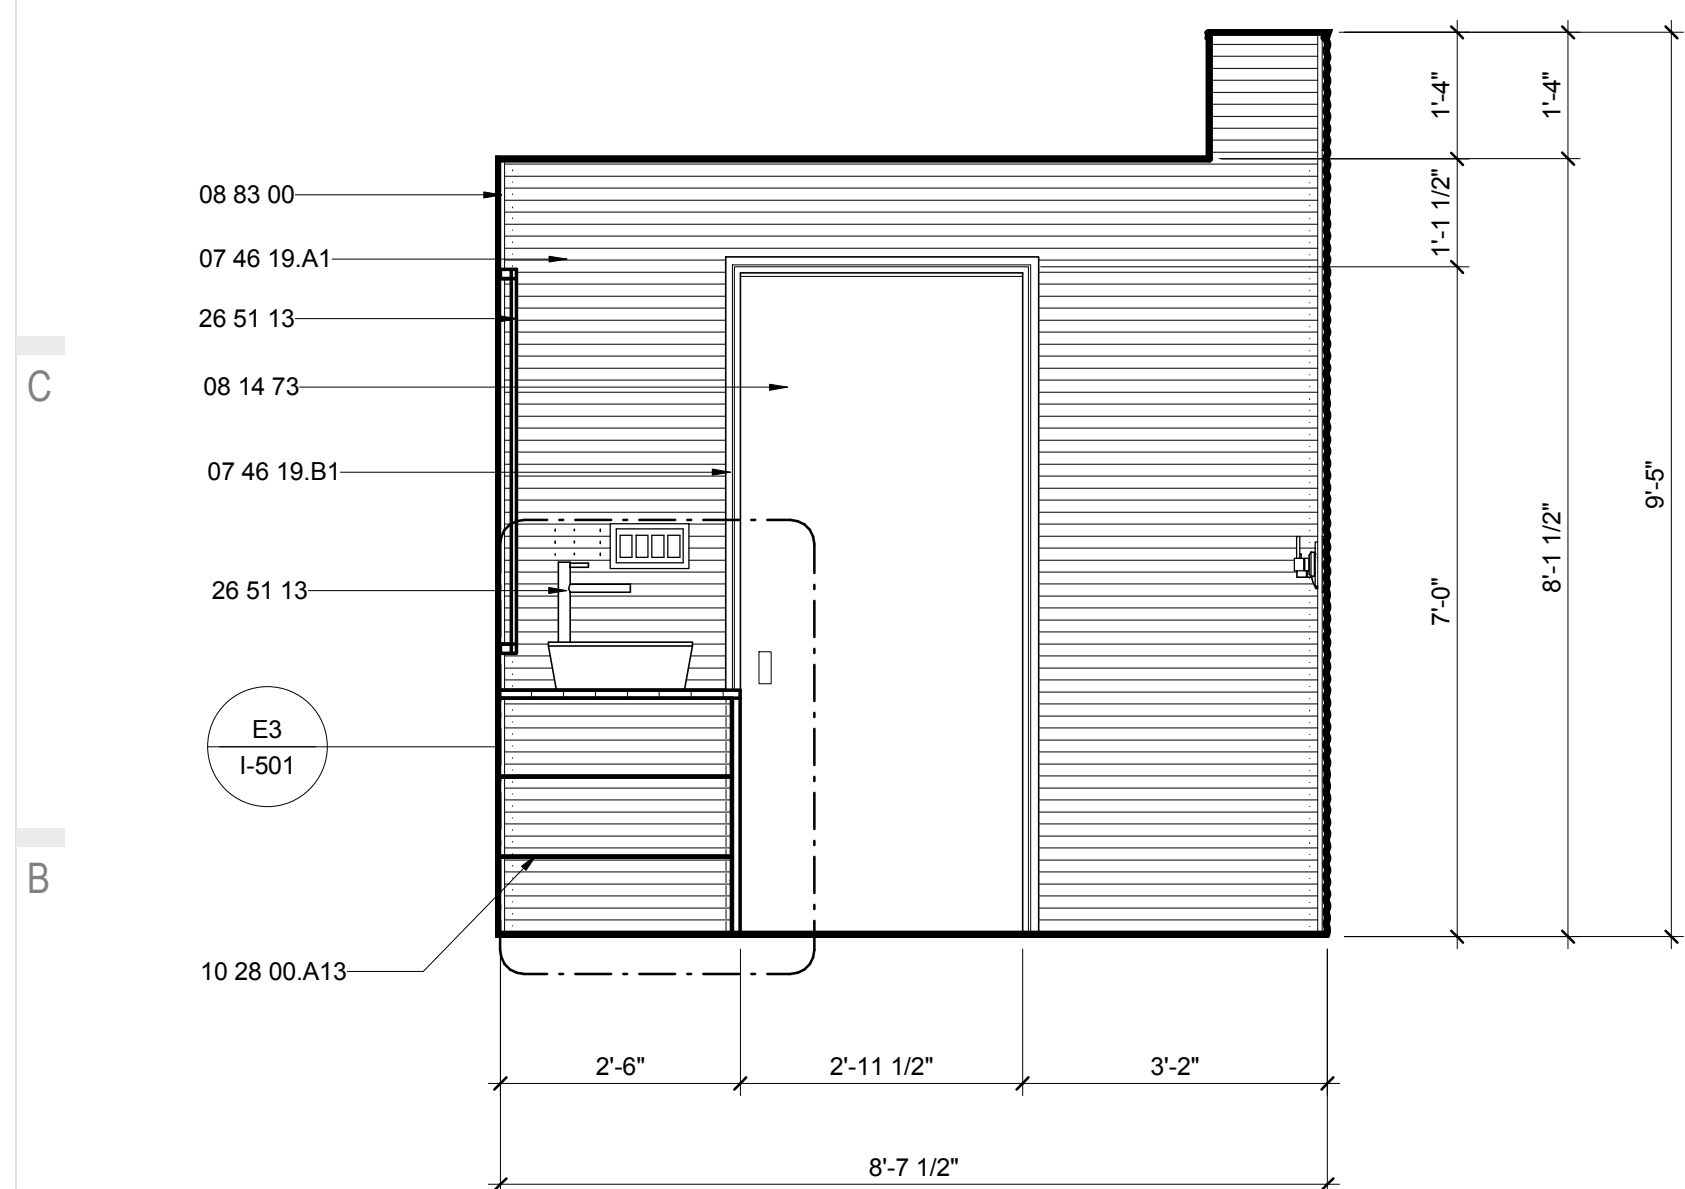 1'-4"
1'-4"
08 83 00
1'-1 1/2"
07 46 19.A1
26 51 13
C
08 14 73
07 46 19.B1
9'-5"
8'-1 1/2"
7'-0"
26 51 13
E3
I-501
B
10 28 00.A13
2'-6"
2'-11 1/2"
3'-2"
8'-7 1/2"